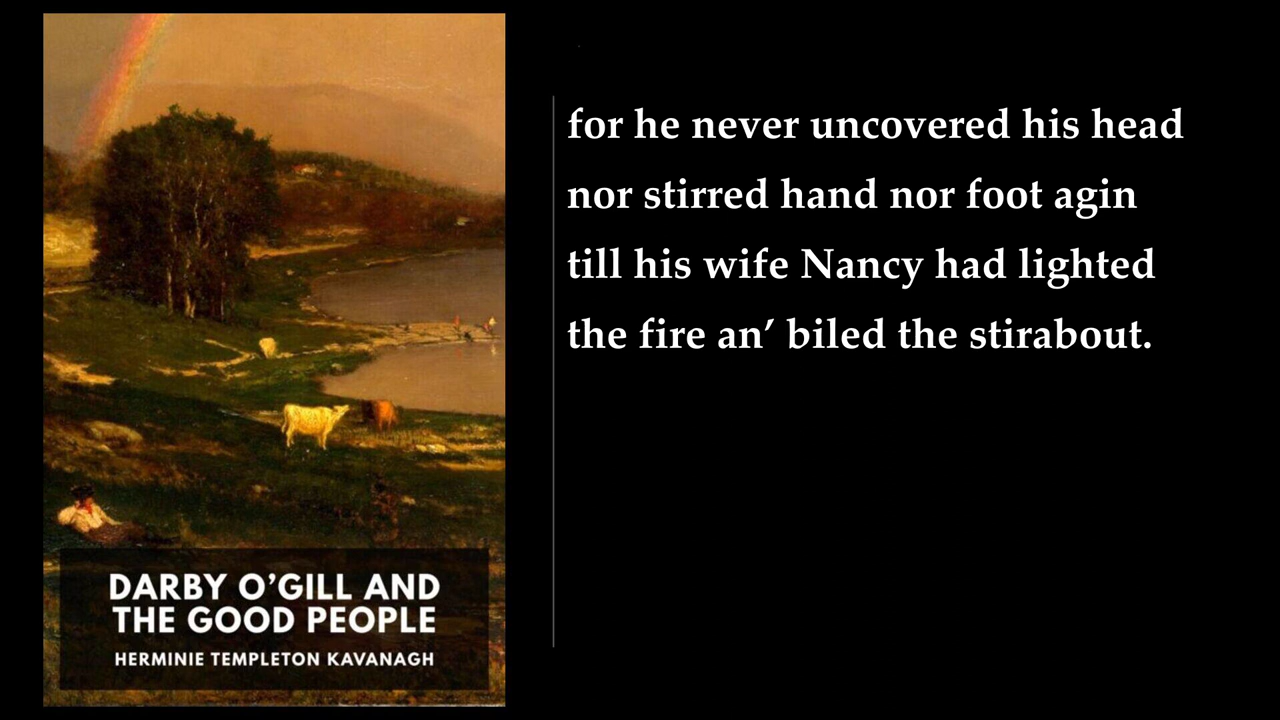 for he never uncovered his head
nor stirred hand nor foot agin
till his wife Nancy had lighted
the fire an’ biled the stirabout.
DARBY O’GILL AND
THE GOOD PEOPLE
HERMINIE TEMPLETON KAVANAGH